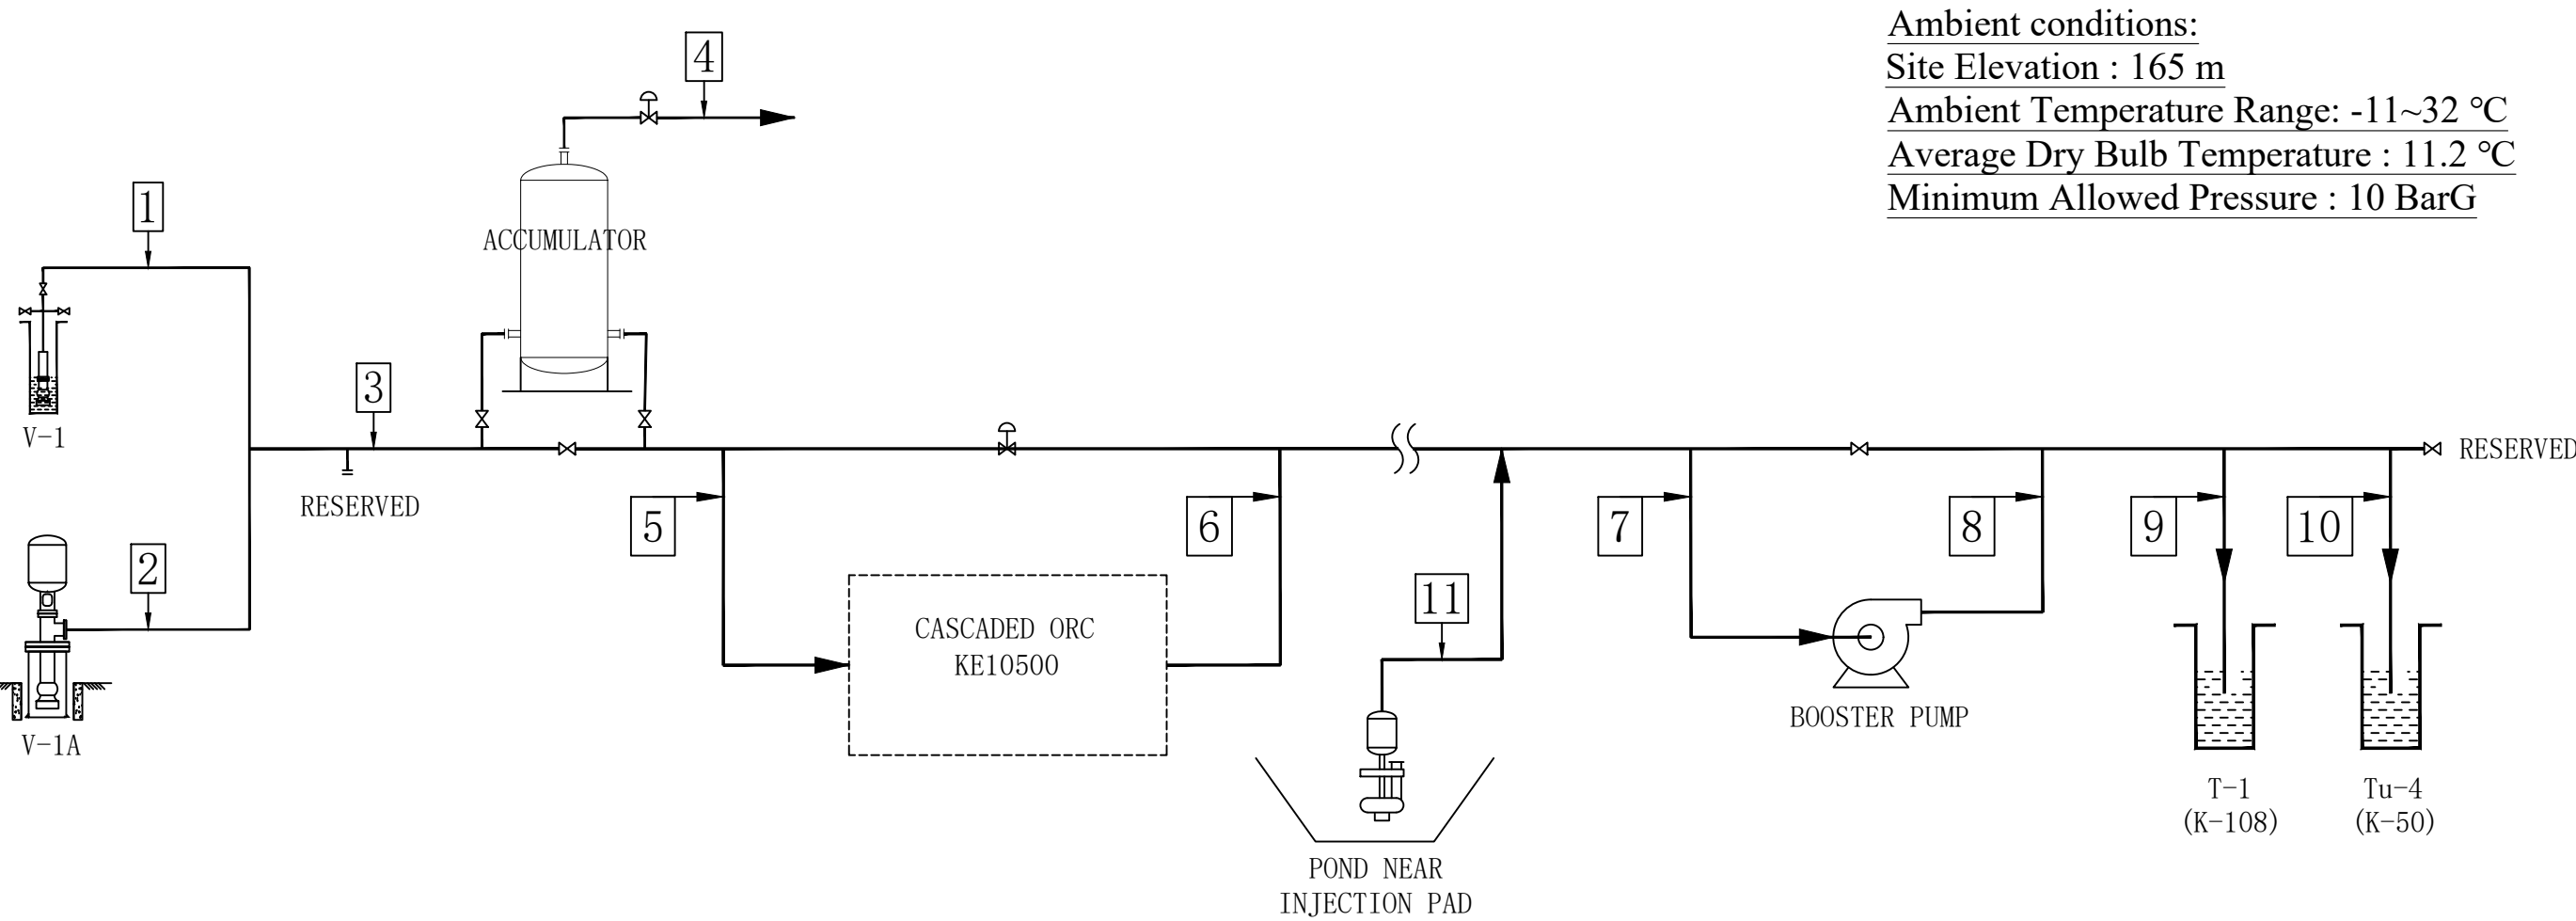 Ambient conditions:
Site Elevation : 165 m
Ambient Temperature Range: -11~32 ℃
Average Dry Bulb Temperature : 11.2 ℃
Minimum Allowed Pressure : 10 BarG
4
1
ACCUMULATOR
3
V-1
RESERVED
RESERVED
5
6
7
8
9
10
2
11
CASCADED ORC
KE10500
V-1A
BOOSTER PUMP
T-1
(K-108)
Tu-4
(K-50)
POND NEAR
INJECTION PAD